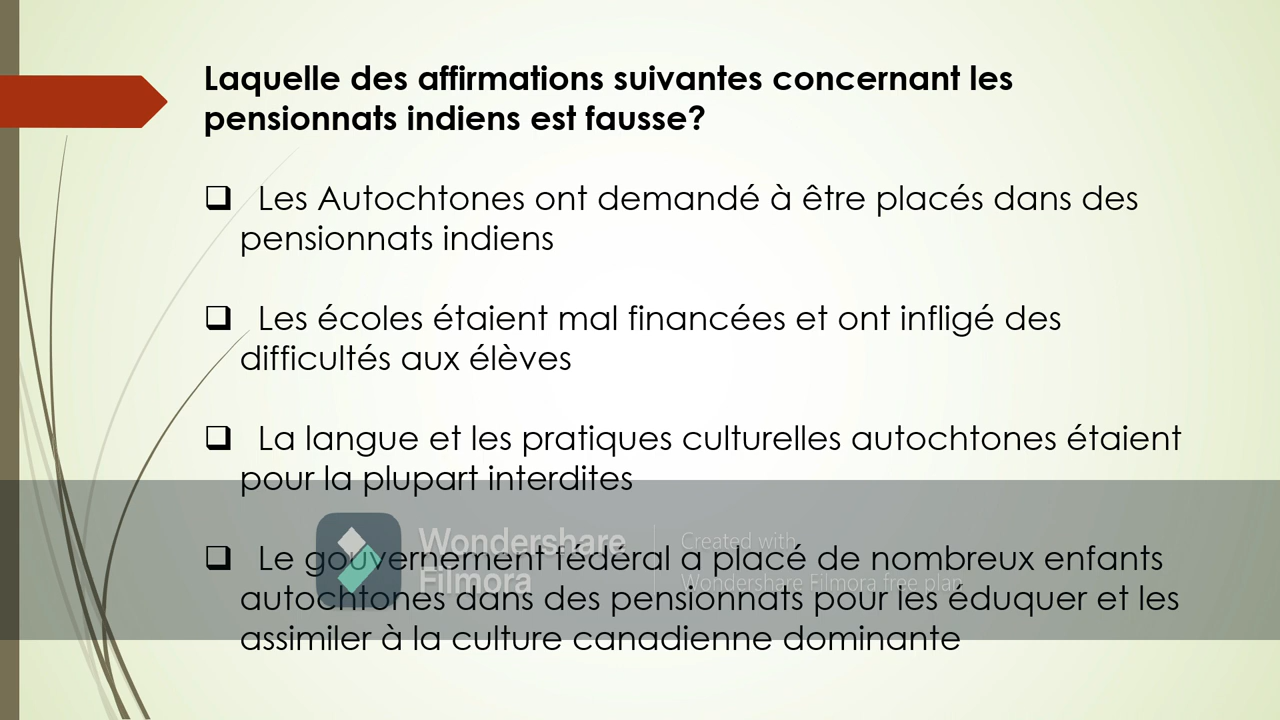 Laquelle des affirmations suivantes concernant les
pensionnats indiens est fausse?
❑ Les Autochtones ont demandé à être placés dans des
pensionnats indiens
❑ Les écoles étaient mal financées et ont infligé des
difficultés aux élèves
❑ La langue et les pratiques culturelles autochtones étaient
pour la plupart interdites
❑ Le gouvernement fédéral a placé de nombreux enfants
autochtones dans des pensionnats pour les éduquer et les
assimiler à la culture canadienne dominante
Wondershare
Filmora
Created with
Wondershare Filmora free plan